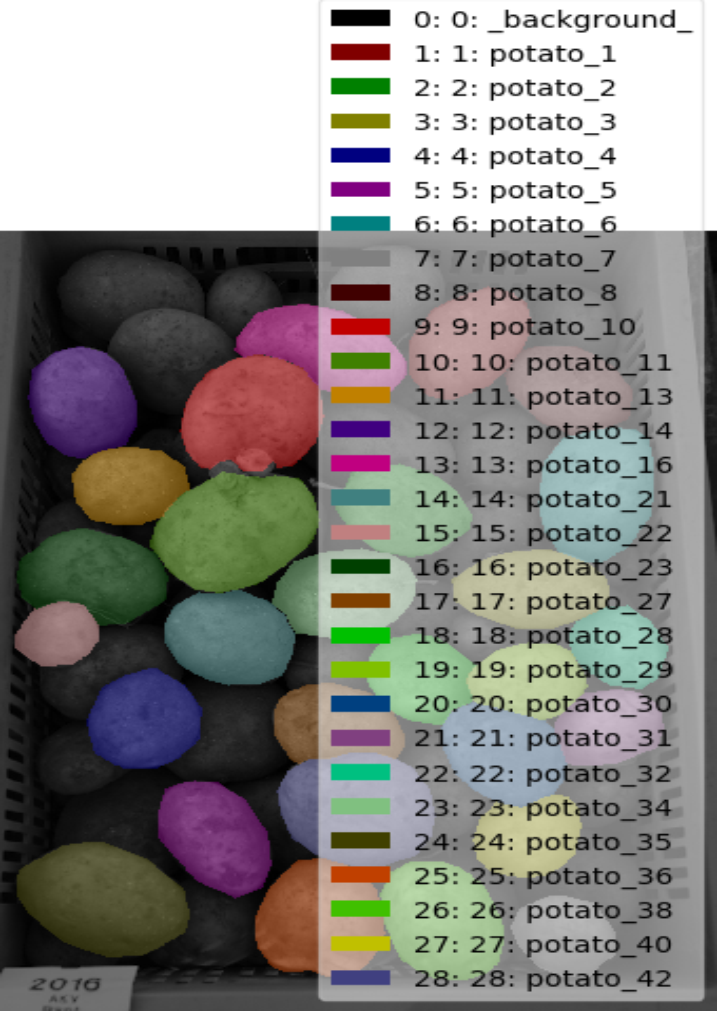 0: 0: _background_
1: 1: potato_1
2: 2: potato_2
3: 3: potato_3
4: 4: potato_4
5: 5: potato_5
6: 6: potato_6
7: 7: potato_7
8: 8: potato_8
9: 9: potato_10
10: 10: potato_11
11: 11: potato_13
12: 12: potato_14
13: 13: potato_16
14: 14: potato_21
15: 15: potato_22
16: 16: potato_23
17: 17: potato_27
18: 18: potato_28
19: 19: potato_29
20: 20: potato_30
21: 21: potato_31
22: 22: potato_32
23: 23: potato_34
24: 24: potato_35
25: 25: potato_36
26: 26: potato_38
27: 27: potato_40
28: 28: potato_42
2016